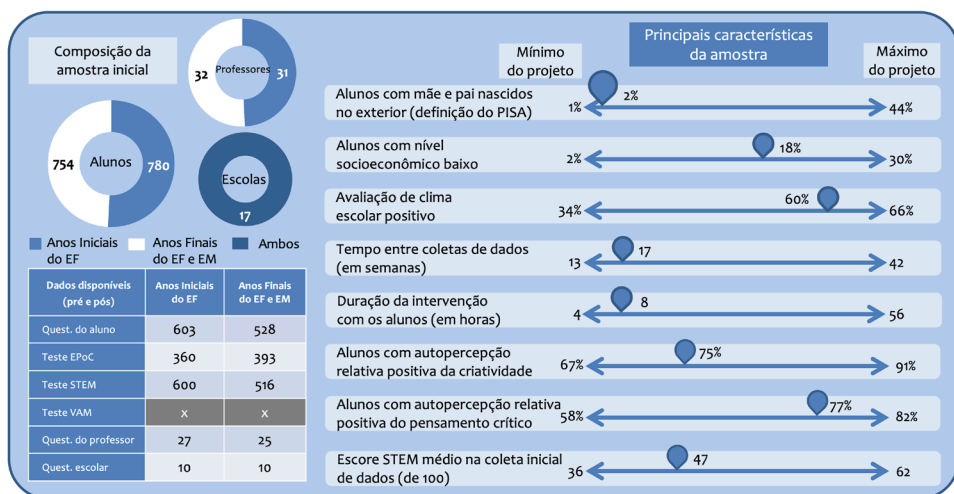 Composição da
amostra inicial
32
Professores
31
754
Alunos
780
Escolas
17
Anos Iniciais
do EF
Anos Finais
do EF e EM
Ambos
Dados disponíveis
(pré e pós)
Anos Iniciais
do EF
Anos Finais
do EF e EM
Quest. do aluno
603
528
Teste EPoC
360
393
Teste STEM
600
516
Teste VAM
x
x
Quest. do professor
27
25
Quest. escolar
10
10
Principais características
da amostra
Mínimo
do projeto
Máximo
do projeto
Alunos com mãe e pai nascidos
no exterior (definição do PISA)
1%
2%
44%
Alunos com nível
socioeconômico baixo
2%
18%
30%
Avaliação de clima
escolar positivo
34%
60%
66%
Tempo entre coletas de dados
(em semanas)
13
17
42
Duração da intervenção
com os alunos (em horas)
4
8
56
Alunos com autopercepção
relativa positiva da criatividade
67%
75%
91%
Alunos com autopercepção relativa
positiva do pensamento crítico
58%
77%
82%
Escore STEM médio na coleta inicial
de dados (de 100)
36
47
62